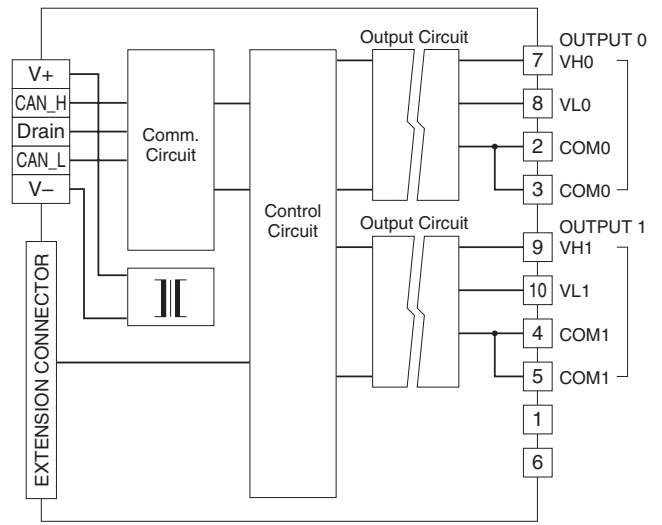 V+
CAN_H
Drain
CAN_L
V–
EXTENSION CONNECTOR
Comm.
Circuit
Control
Circuit
Output Circuit
OUTPUT 0
7 VH0
8 VL0
2 COM0
3 COM0
Output Circuit
OUTPUT 1
9 VH1
10 VL1
4 COM1
5 COM1
1
6